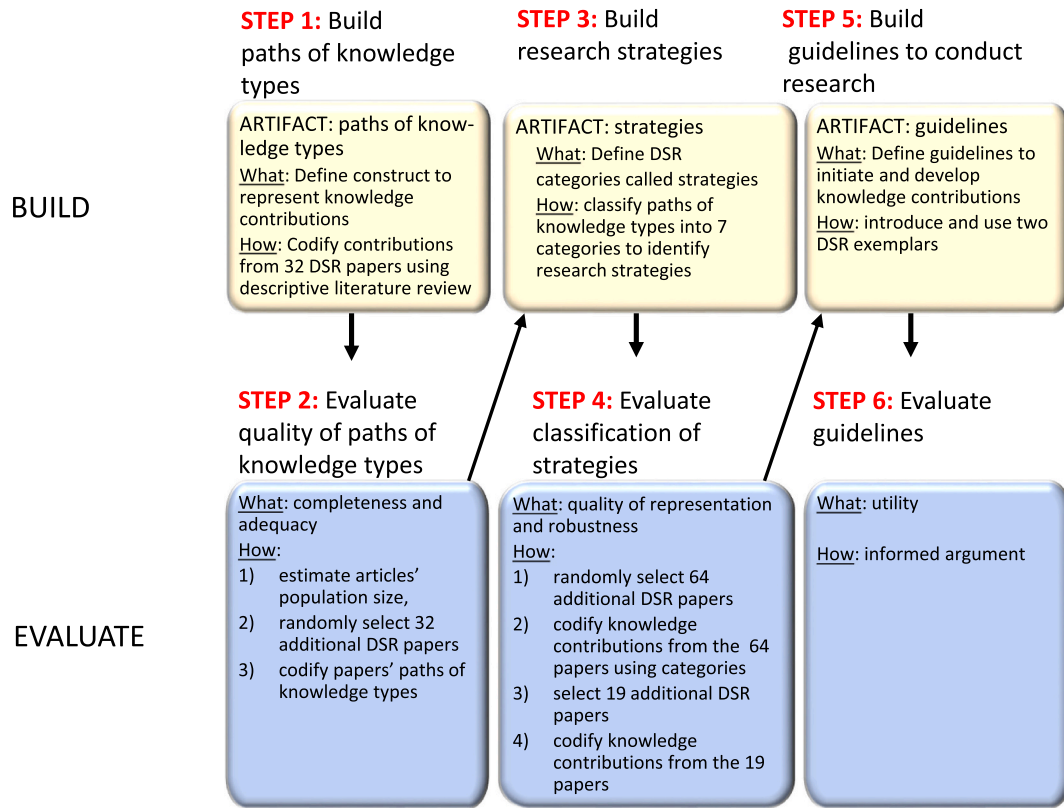 STEP 1: Build
paths of knowledge
types
STEP 3: Build
research strategies
STEP 5: Build
guidelines to conduct
research
BUILD
ARTIFACT: paths of know-
ledge types
What: Define construct to
represent knowledge
contributions
How: Codify contributions
from 32 DSR papers using
descriptive literature review
ARTIFACT: strategies
What: Define DSR
categories called strategies
How: classify paths of
knowledge types into 7
categories to identify
research strategies
ARTIFACT: guidelines
What: Define guidelines to
initiate and develop
knowledge contributions
How: introduce and use two
DSR exemplars
STEP 2: Evaluate
quality of paths of
knowledge types
STEP 4: Evaluate
classification of
strategies
STEP 6: Evaluate
guidelines
EVALUATE
What: completeness and
adequacy
How:
1) estimate articles’
population size,
2) randomly select 32
additional DSR papers
3) codify papers’ paths of
knowledge types
What: quality of representation
and robustness
How:
1) randomly select 64
additional DSR papers
2) codify knowledge
contributions from the 64
papers using categories
3) select 19 additional DSR
papers
4) codify knowledge
contributions from the 19
papers
What: utility
How: informed argument